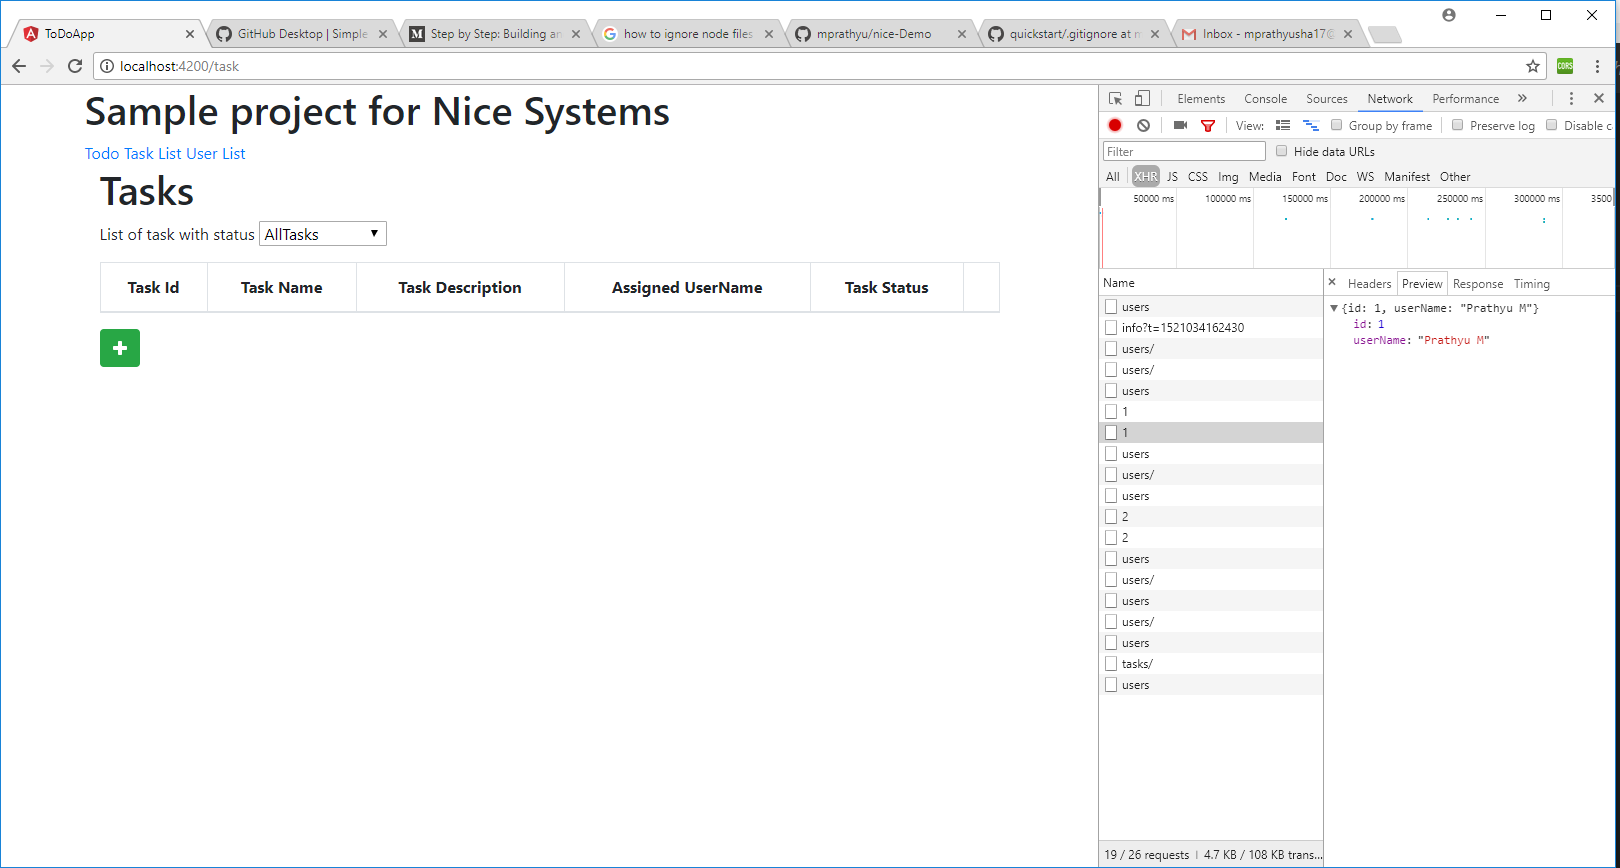 ToDoApp
GitHub Desktop | Simple
Step by Step: Building an
how to ignore node files
mprathyu/nice-Demo
quickstart/.gitignore at m
Inbox - mprathyusha17@
localhost:4200/task
CORS
Sample project for Nice Systems
Todo Task List User List
Tasks
List of task with status AllTasks
Task Id Task Name Task Description Assigned UserName Task Status
Elements Console Sources Network Performance »
View: Group by frame Preserve log Disable c
Filter Hide data URLs
All XHR JS CSS Img Media Font Doc WS Manifest Other
50000 ms 100000 ms 150000 ms 200000 ms 250000 ms 300000 ms 3500
Name
users
info?t=1521034162430
users/
users/
users
1
1
users
users/
users
2
2
users
users/
users
users/
users
tasks/
users
19 / 26 requests | 4.7 KB / 108 KB trans...
Headers Preview Response Timing
{id: 1, userName: "Prathyu M"}
id: 1
userName: "Prathyu M"